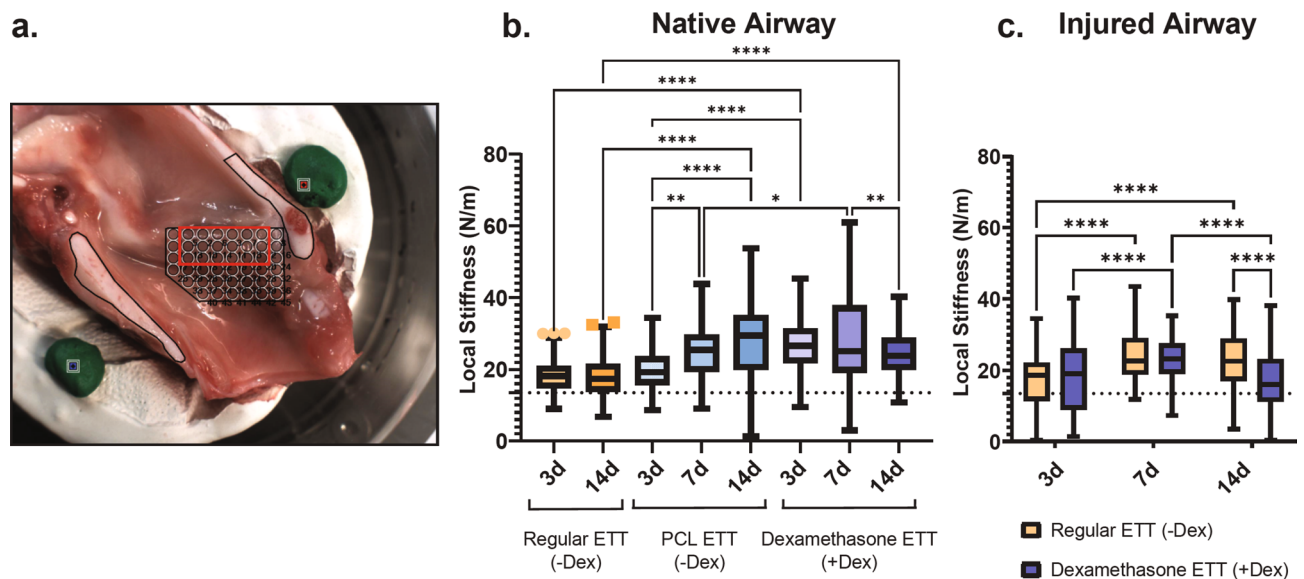 a.
b.
Native Airway
c.
Injured Airway
****
****
****
****
****
**
*
**
Local Stiffness (N/m)
80
60
40
20
0
3d
14d
3d
7d
14d
3d
7d
14d
Regular ETT
(-Dex)
PCL ETT
(-Dex)
Dexamethasone ETT
(+Dex)
****
****
****
****
****
Local Stiffness (N/m)
80
60
40
20
0
3d
7d
14d
Regular ETT (-Dex)
Dexamethasone ETT (+Dex)